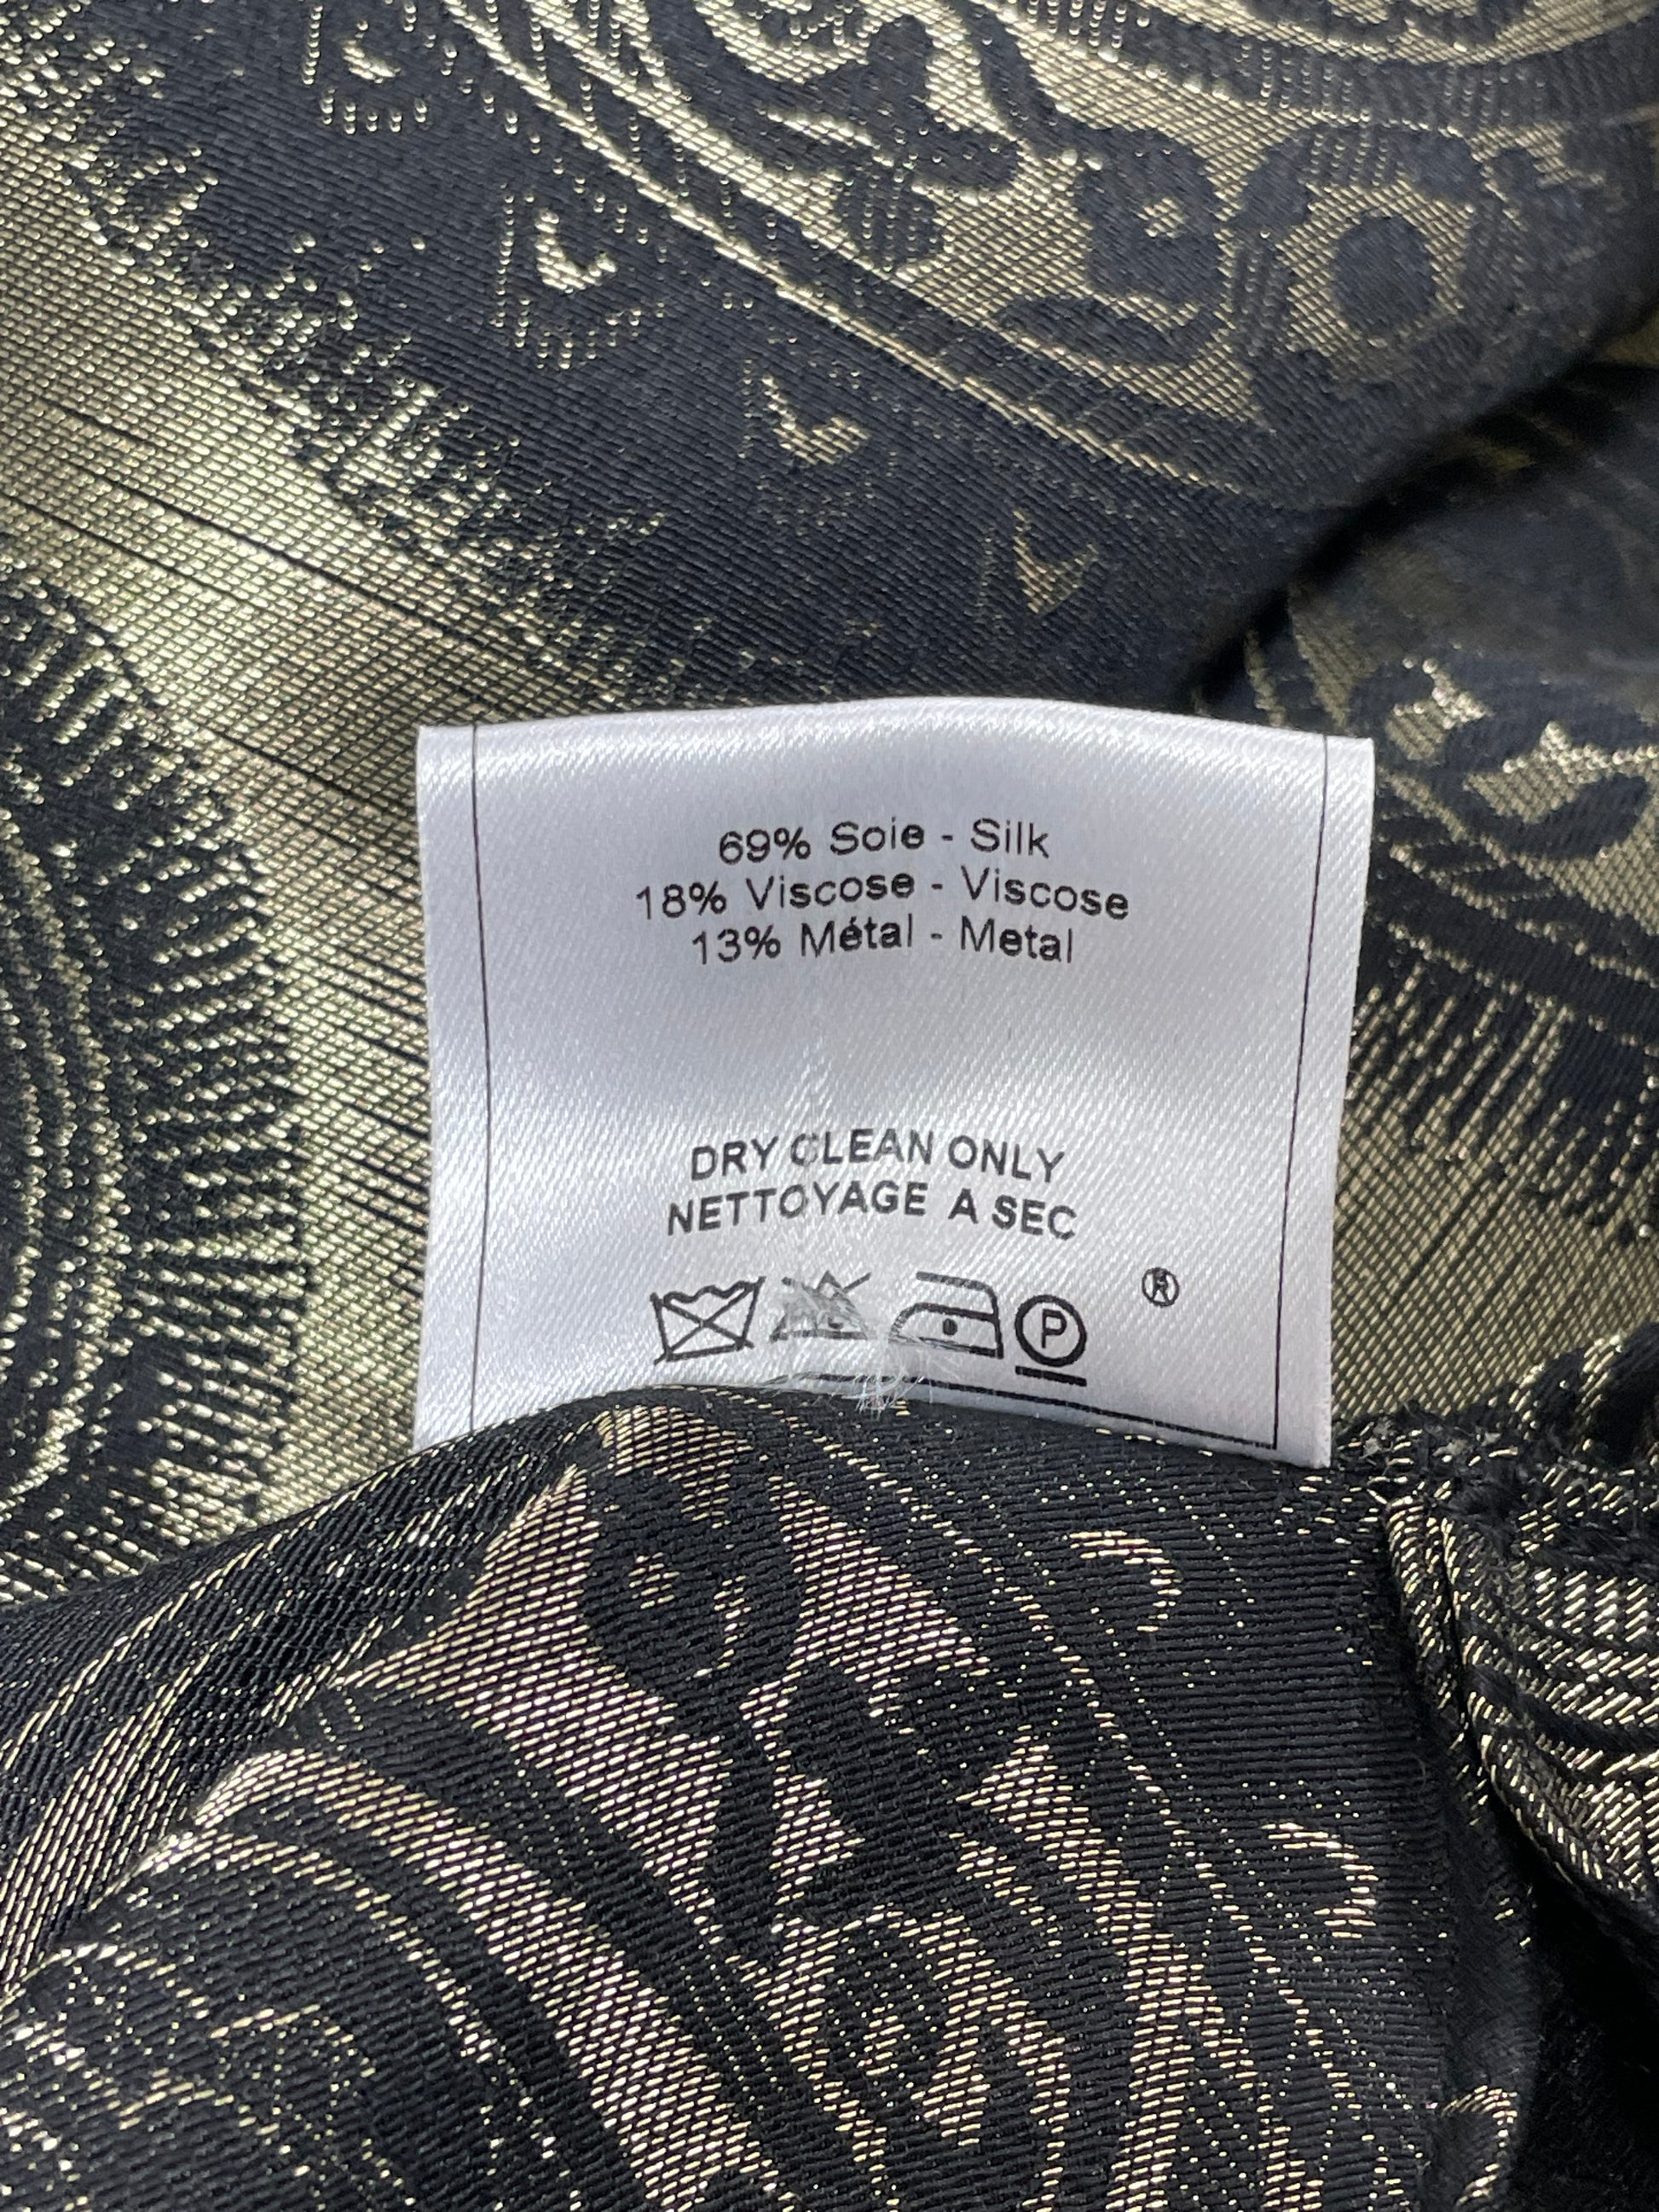 69% Soie - Silk
18% Viscose - Viscose
13% Métal - Metal
DRY CLEAN ONLY
NETTOYAGE A SEC
P ®